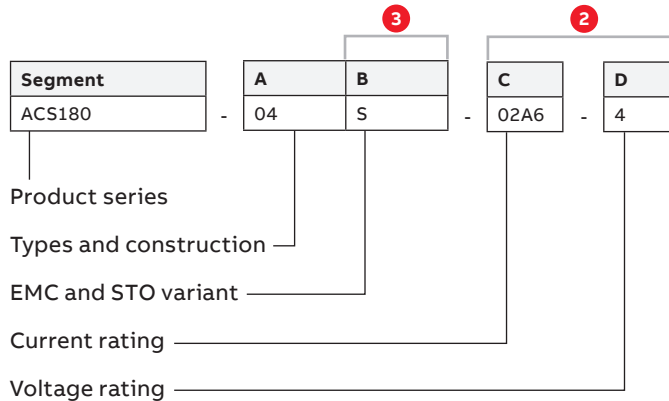 3 2
Segment A B C D
ACS180 - 04 S - 02A6 - 4
Product series
Types and construction
EMC and STO variant
Current rating
Voltage rating